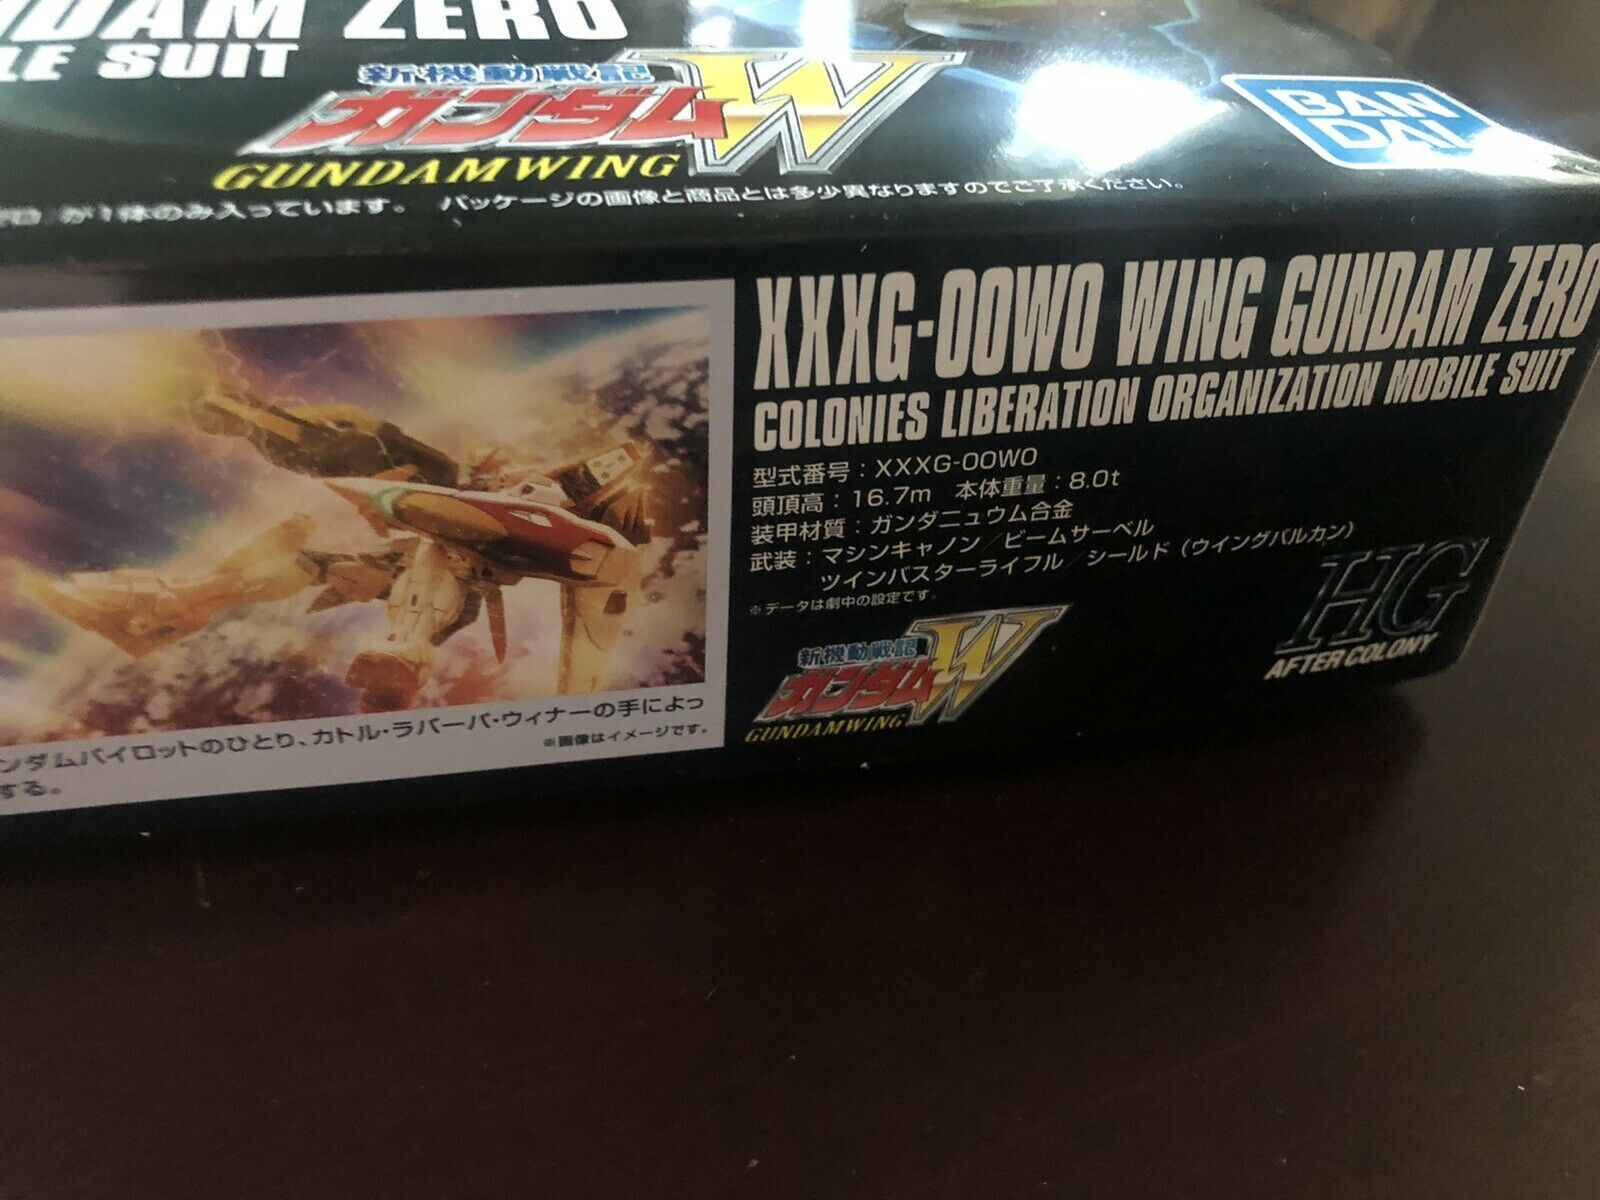 DAM ZERO
LE SUIT
新機動戦記
ガンダムW
GUNDAMWING
BAN
DAI
が1体のみ入っています。 パッケージの画像と商品とは多少異なりますのでご了承ください。
XXXG-00W0 WING GUNDAM ZERO
COLONIES LIBERATION ORGANIZATION MOBILE SUIT
型式番号：XXXG-00W0
頭頂高：16.7m 本体重量：8.0t
装甲材質：ガンダニュウム合金
武装：マシンキャノン／ビームサーベル
ツインバスターライフル／シールド（ウイングバルカン）
※データは劇中の設定です。
HG
AFTER COLONY
新機動戦記
ガンダムW
GUNDAMWING
ンダムパイロットのひとり、カトル・ラバーバ・ウィナーの手によっ
する。
※画像はイメージです。